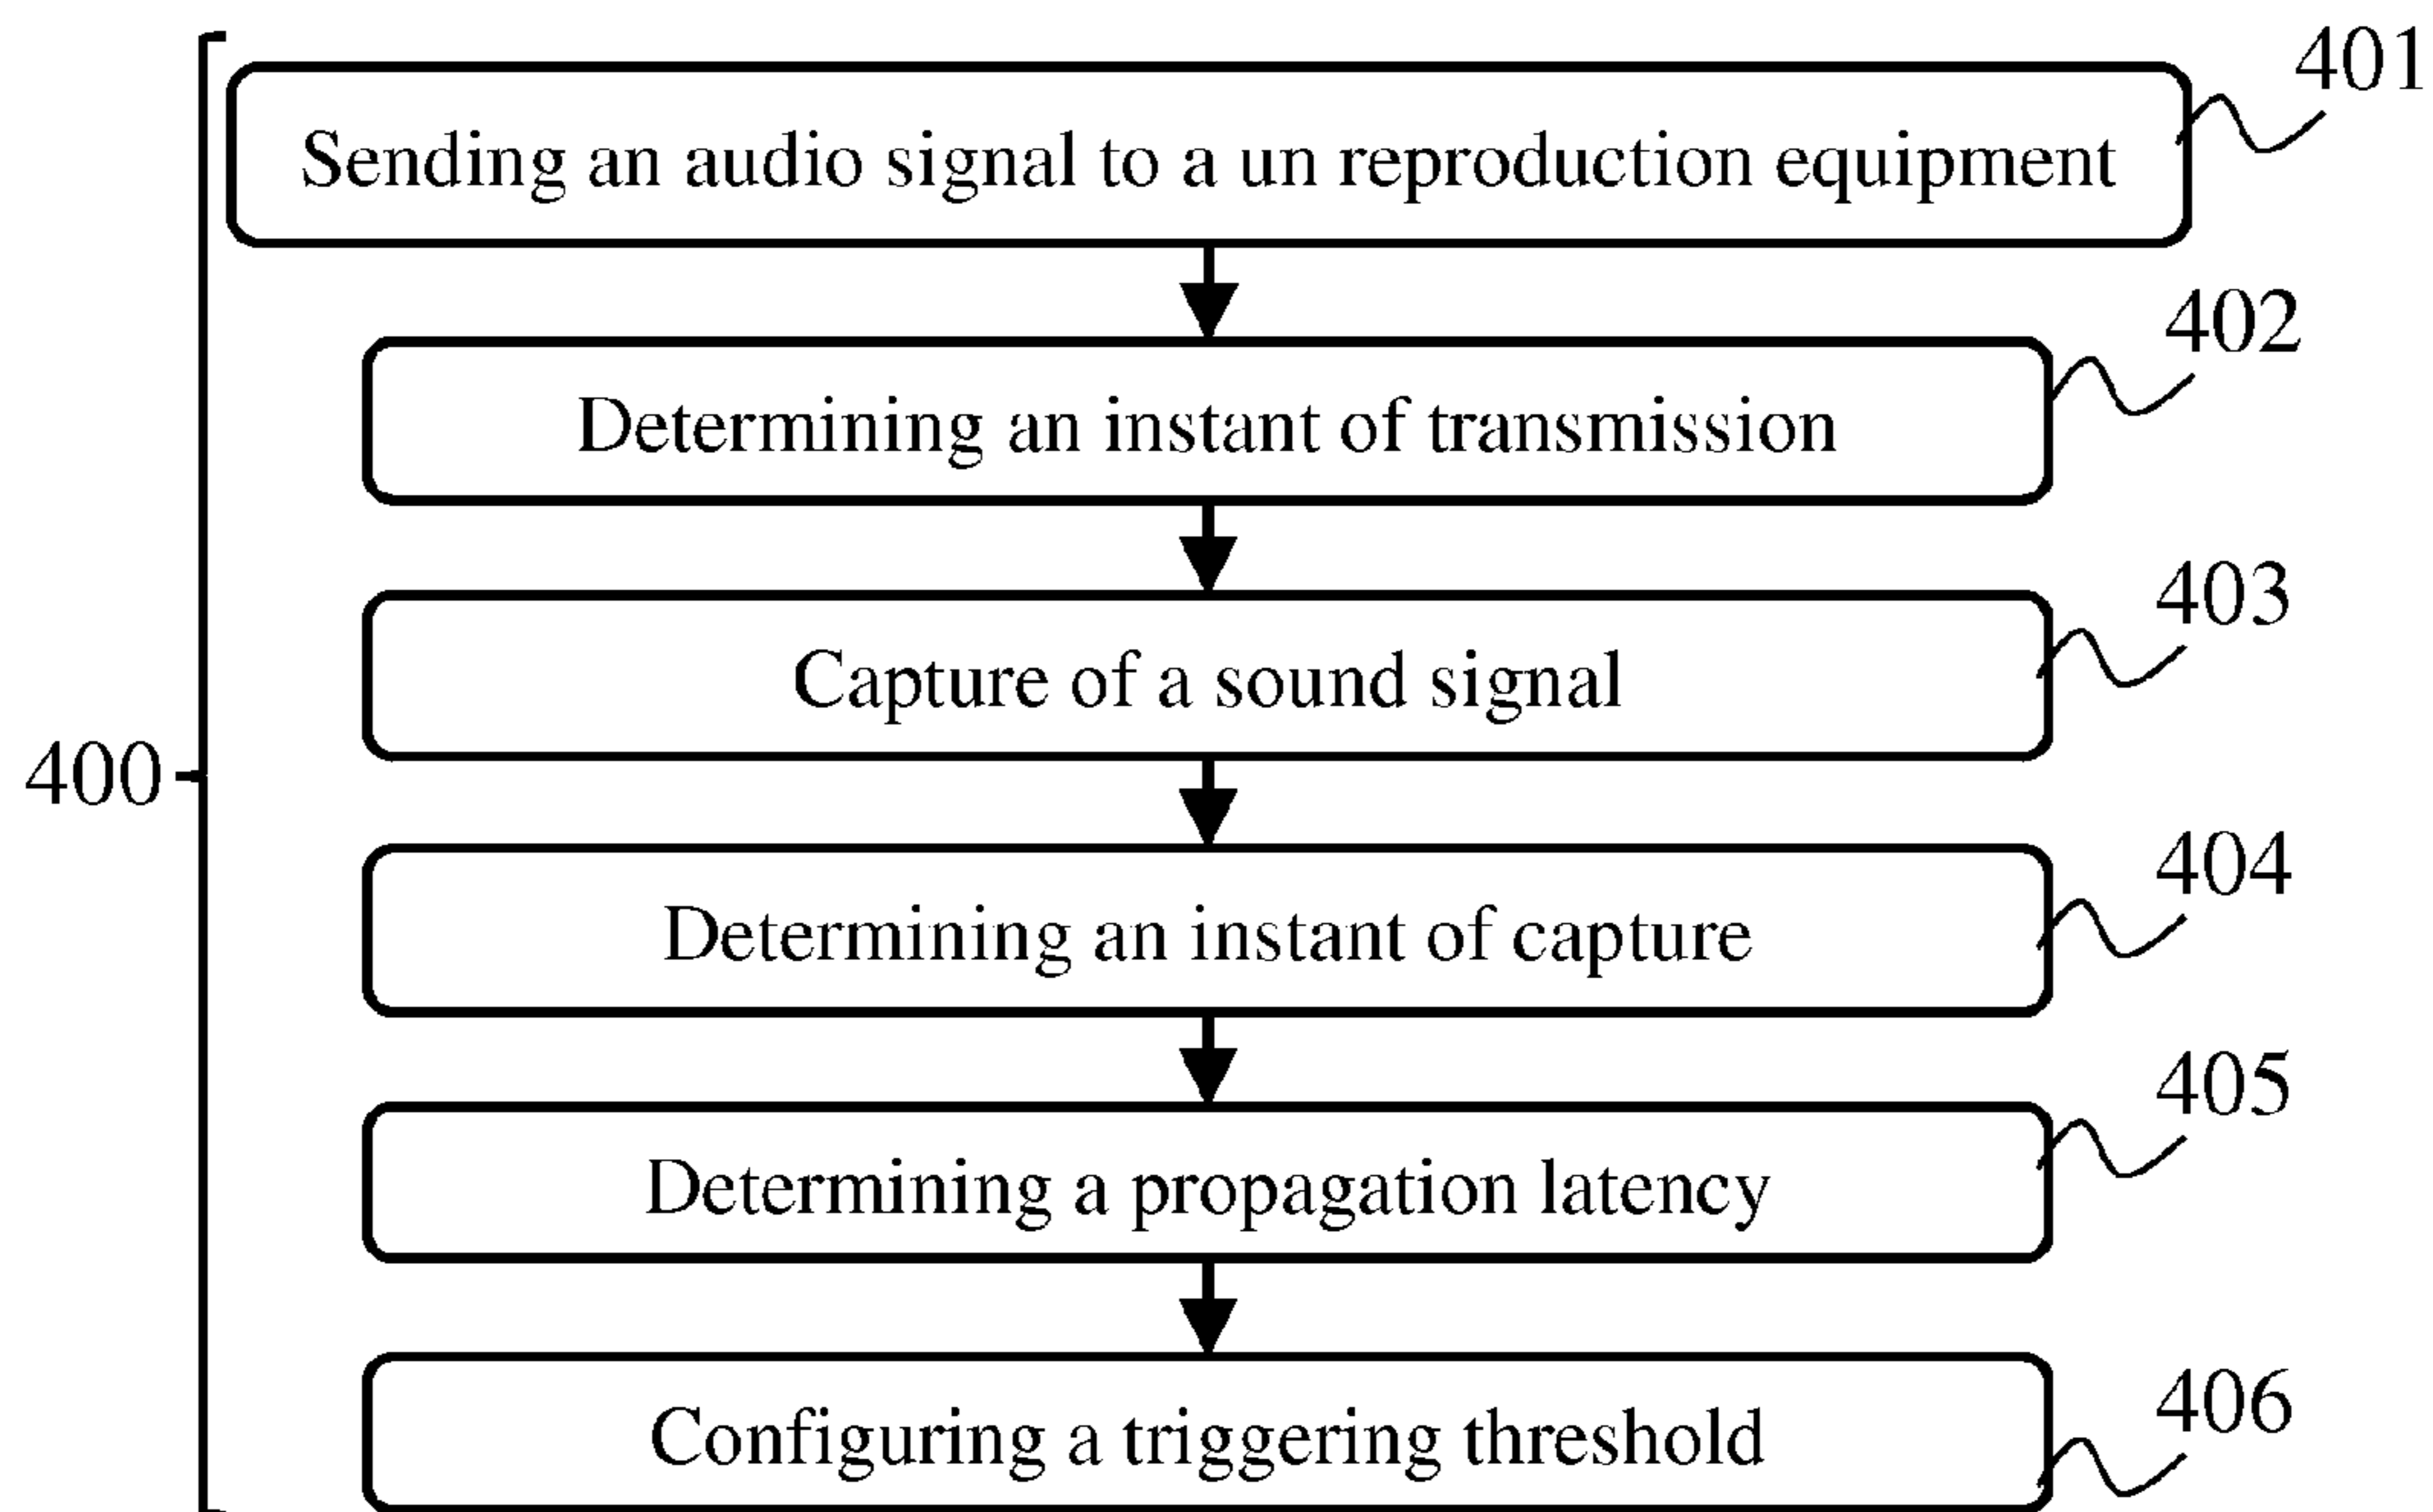 401
Sending an audio signal to a un reproduction equipment
402
Determining an instant of transmission
403
Capture of a sound signal
400
404
Determining an instant of capture
405
Determining a propagation latency
406
Configuring a triggering threshold